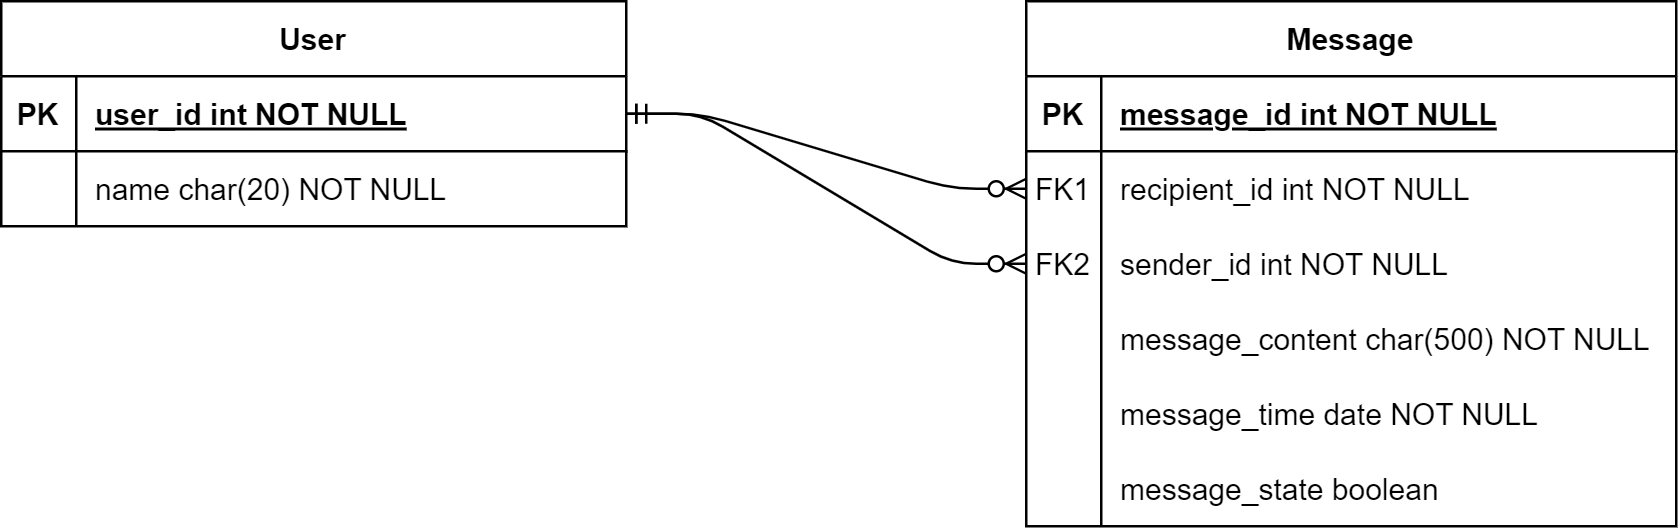 User
PK user_id int NOT NULL
name char(20) NOT NULL
Message
PK message_id int NOT NULL
FK1 recipient_id int NOT NULL
FK2 sender_id int NOT NULL
message_content char(500) NOT NULL
message_time date NOT NULL
message_state boolean